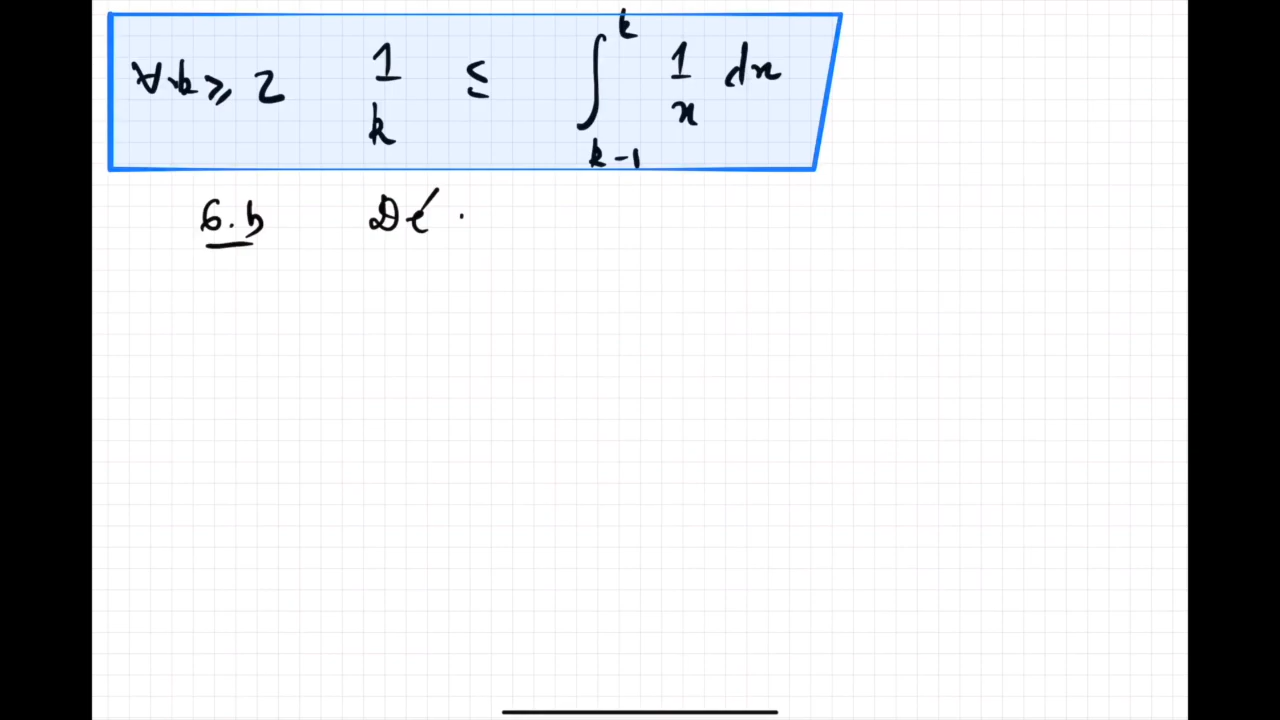 ∀k ⩾ 2 1/k ≤ ∫_{k-1}^{k} 1/x dx
6.b Dé